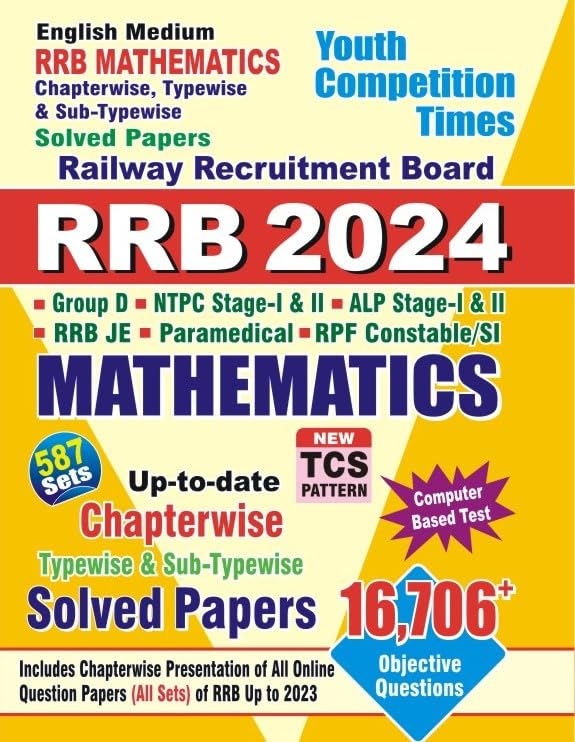 English Medium
RRB MATHEMATICS
Chapterwise, Typewise
& Sub-Typewise
Solved Papers
Youth
Competition
Times
Railway Recruitment Board
RRB 2024
Group D ▪ NTPC Stage-I & II ▪ ALP Stage-I & II
RRB JE ▪ Paramedical ▪ RPF Constable/SI
MATHEMATICS
587
Sets
Up-to-date
NEW
TCS
PATTERN
Computer
Based Test
Chapterwise
Typewise & Sub-Typewise
Solved Papers
16,706+
Objective
Questions
Includes Chapterwise Presentation of All Online
Question Papers (All Sets) of RRB Up to 2023